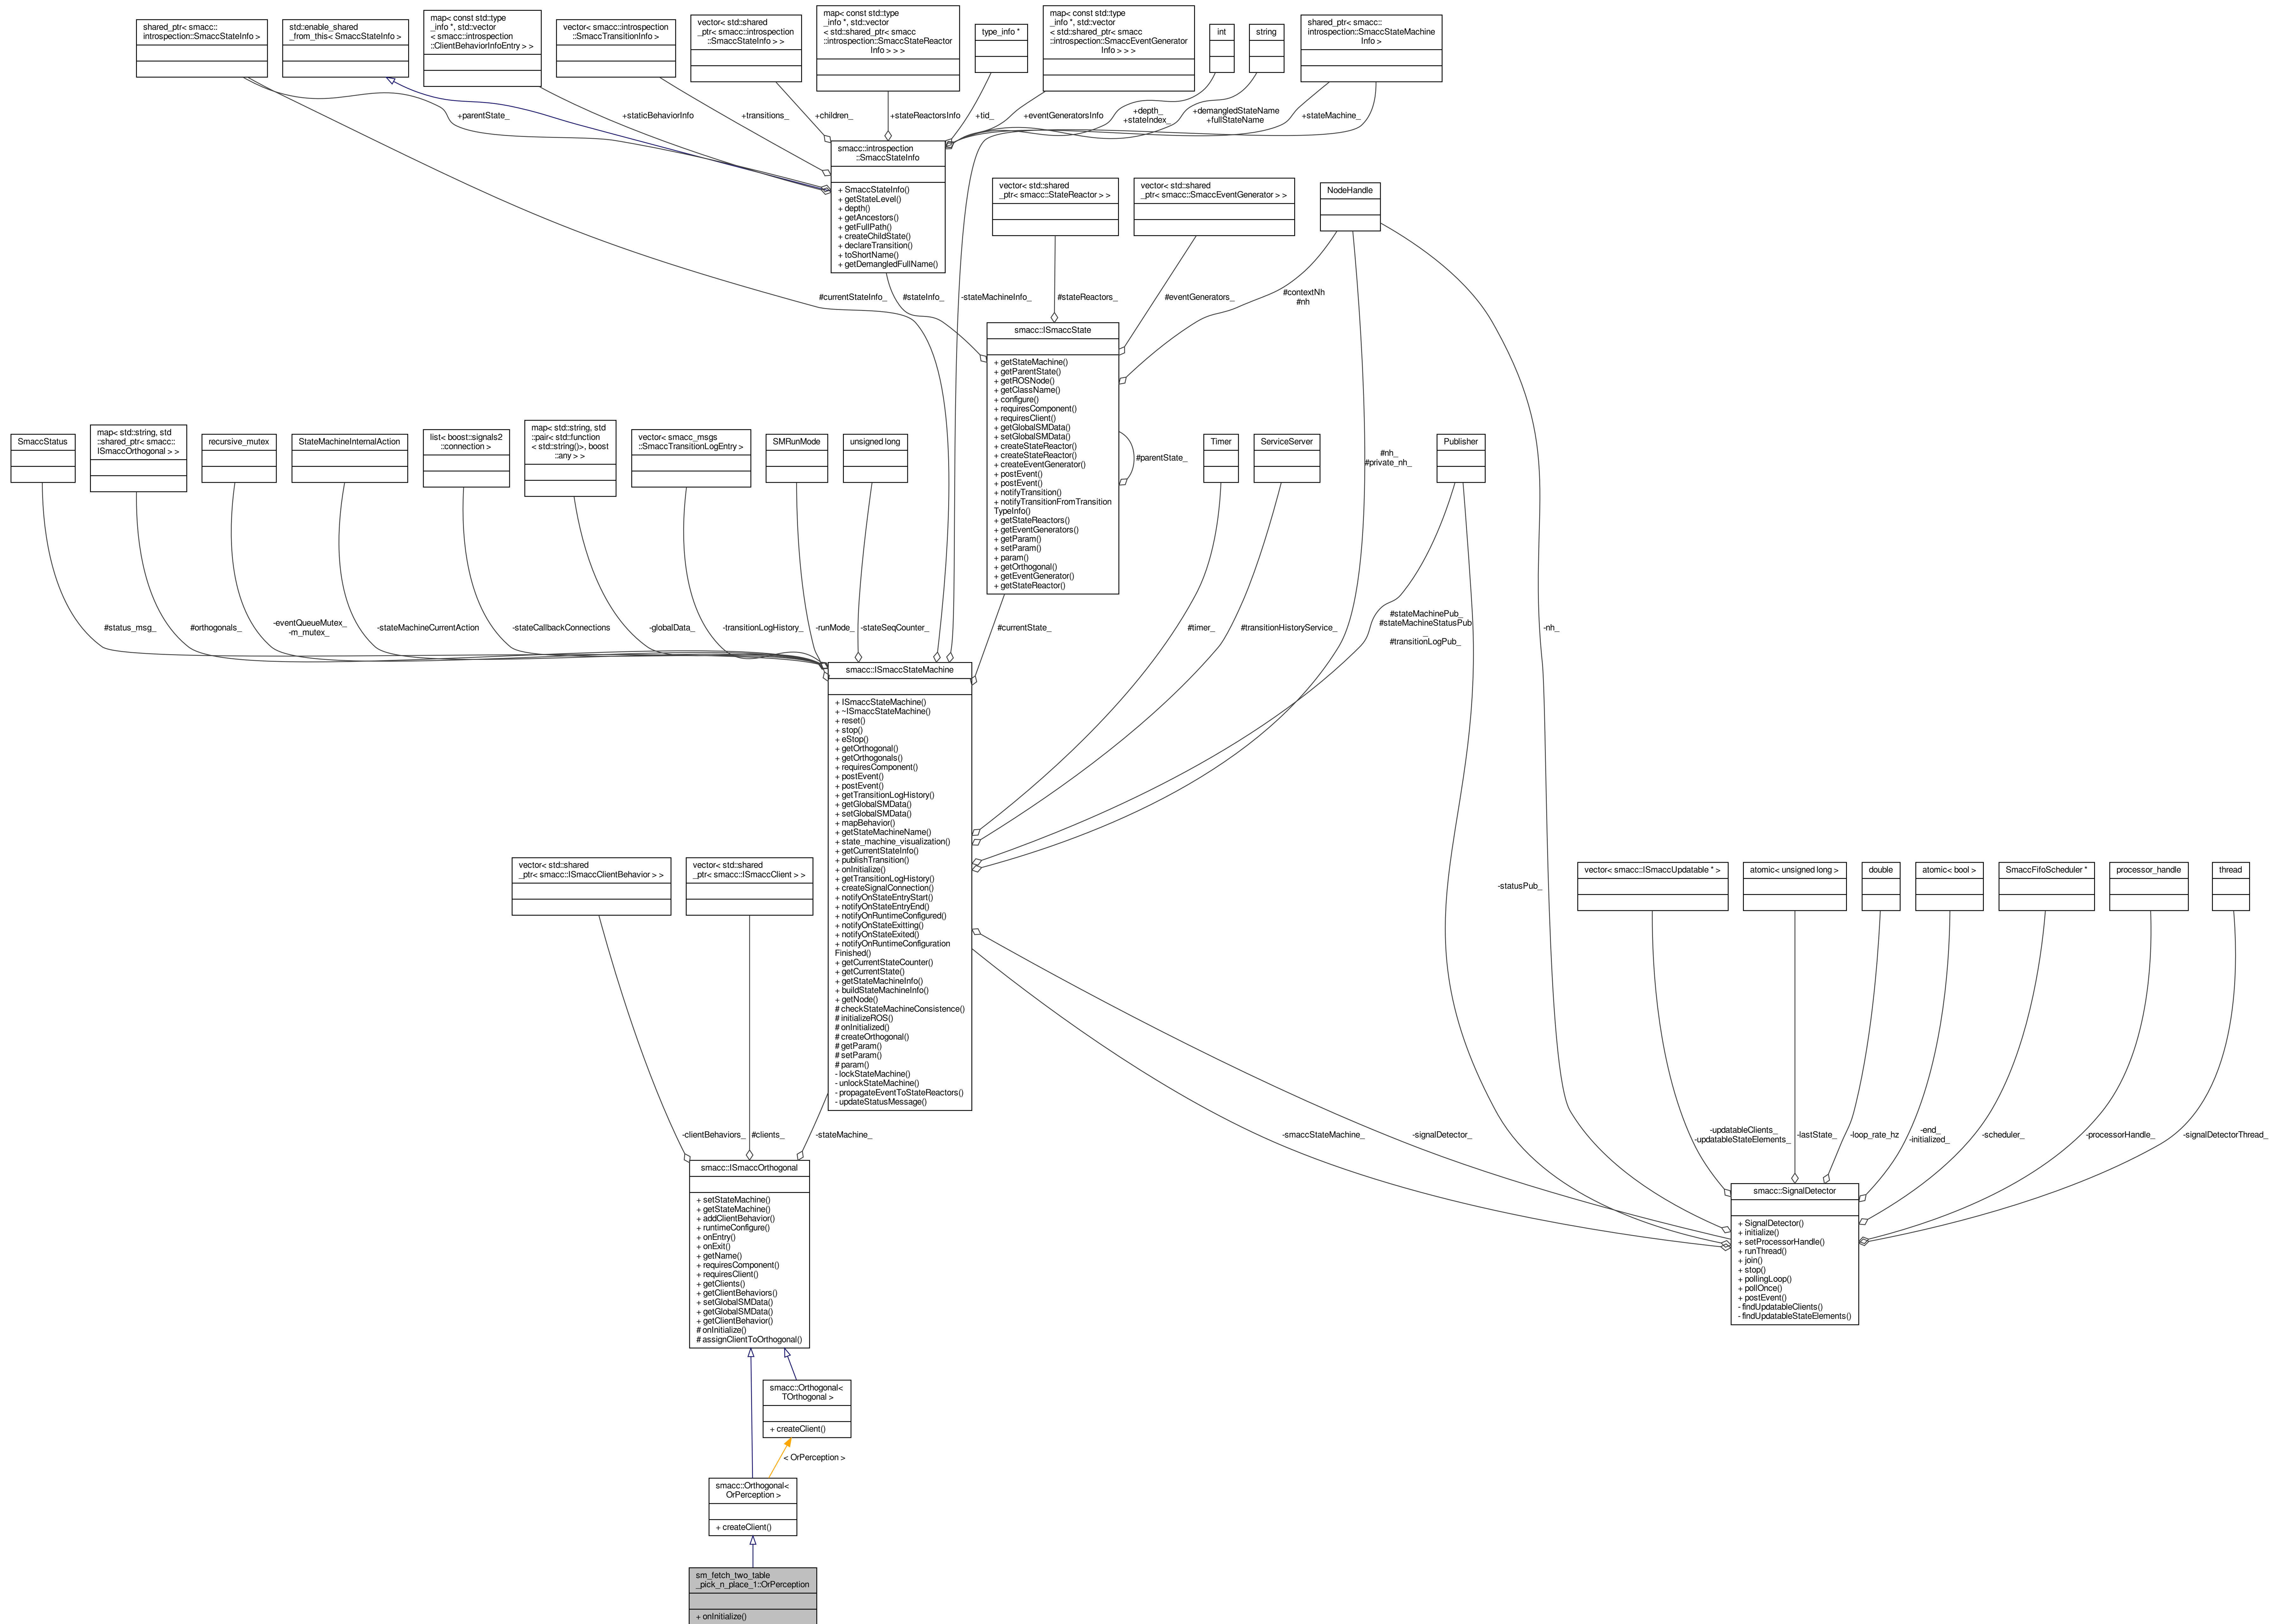 shared_ptr< smacc::
introspection::SmaccStateInfo >
std::enable_shared
_from_this< SmaccStateInfo >
map< const std::type
_info *, std::vector
< smacc::introspection
::ClientBehaviorInfoEntry > >
vector< smacc::introspection
::SmaccTransitionInfo >
vector< std::shared
_ptr< smacc::introspection
::SmaccStateInfo > >
map< const std::type
_info *, std::vector
< std::shared_ptr< smacc
::introspection::SmaccStateReactor
Info > > >
type_info *
map< const std::type
_info *, std::vector
< std::shared_ptr< smacc
::introspection::SmaccEventGenerator
Info > > >
int
string
shared_ptr< smacc::
introspection::SmaccStateMachine
Info >
+parentState_
+staticBehaviorInfo
+transitions_
+children_
+stateReactorsInfo
+tid_
+eventGeneratorsInfo
+depth_
+stateIndex_
+demangledStateName
+fullStateName
+stateMachine_
smacc::introspection
::SmaccStateInfo
+ SmaccStateInfo()
+ getStateLevel()
+ depth()
+ getAncestors()
+ getFullPath()
+ createChildState()
+ declareTransition()
+ toShortName()
+ getDemangledFullName()
vector< std::shared
_ptr< smacc::StateReactor > >
vector< std::shared
_ptr< smacc::SmaccEventGenerator > >
NodeHandle
#currentStateInfo_
#stateInfo_
-stateMachineInfo_
#stateReactors_
#eventGenerators_
#contextNh
#nh
smacc::ISmaccState
+ getStateMachine()
+ getParentState()
+ getROSNode()
+ getClassName()
+ configure()
+ requiresComponent()
+ requiresClient()
+ getGlobalSMData()
+ setGlobalSMData()
+ createStateReactor()
+ createStateReactor()
+ createEventGenerator()
+ postEvent()
+ postEvent()
+ notifyTransition()
+ notifyTransitionFromTransition
TypeInfo()
+ getStateReactors()
+ getEventGenerators()
+ getParam()
+ setParam()
+ param()
+ getOrthogonal()
+ getEventGenerator()
+ getStateReactor()
#parentState_
SmaccStatus
map< std::string, std
::shared_ptr< smacc::
ISmaccOrthogonal > >
recursive_mutex
StateMachineInternalAction
list< boost::signals2
::connection >
map< std::string, std
::pair< std::function
< std::string()>, boost
::any > >
vector< smacc_msgs
::SmaccTransitionLogEntry >
SMRunMode
unsigned long
Timer
ServiceServer
#nh_
#private_nh_
Publisher
#status_msg_
#orthogonals_
-eventQueueMutex_
-m_mutex_
-stateMachineCurrentAction
-stateCallbackConnections
-globalData_
-transitionLogHistory_
-runMode_
-stateSeqCounter_
#currentState_
#timer_
#transitionHistoryService_
#stateMachinePub_
#stateMachineStatusPub
_
#transitionLogPub_
-nh_
smacc::ISmaccStateMachine
+ ISmaccStateMachine()
+ ~ISmaccStateMachine()
+ reset()
+ stop()
+ eStop()
+ getOrthogonal()
+ getOrthogonals()
+ requiresComponent()
+ postEvent()
+ postEvent()
+ getTransitionLogHistory()
+ getGlobalSMData()
+ setGlobalSMData()
+ mapBehavior()
+ getStateMachineName()
+ state_machine_visualization()
+ getCurrentStateInfo()
+ publishTransition()
+ onInitialize()
+ getTransitionLogHistory()
+ createSignalConnection()
+ notifyOnStateEntryStart()
+ notifyOnStateEntryEnd()
+ notifyOnRuntimeConfigured()
+ notifyOnStateExitting()
+ notifyOnStateExited()
+ notifyOnRuntimeConfiguration
Finished()
+ getCurrentStateCounter()
+ getCurrentState()
+ getStateMachineInfo()
+ buildStateMachineInfo()
+ getNode()
# checkStateMachineConsistence()
# initializeROS()
# onInitialized()
# createOrthogonal()
# getParam()
# setParam()
# param()
- lockStateMachine()
- unlockStateMachine()
- propagateEventToStateReactors()
- updateStatusMessage()
vector< std::shared
_ptr< smacc::ISmaccClientBehavior > >
vector< std::shared
_ptr< smacc::ISmaccClient > >
-statusPub_
vector< smacc::ISmaccUpdatable * >
atomic< unsigned long >
double
atomic< bool >
SmaccFifoScheduler *
processor_handle
thread
-clientBehaviors_
#clients_
-stateMachine_
-smaccStateMachine_
-signalDetector_
-updatableClients_
-updatableStateElements_
-lastState_
-loop_rate_hz
-end_
-initialized_
-scheduler_
-processorHandle_
-signalDetectorThread_
smacc::ISmaccOrthogonal
+ setStateMachine()
+ getStateMachine()
+ addClientBehavior()
+ runtimeConfigure()
+ onEntry()
+ onExit()
+ getName()
+ requiresComponent()
+ requiresClient()
+ getClients()
+ getClientBehaviors()
+ setGlobalSMData()
+ getGlobalSMData()
+ getClientBehavior()
# onInitialize()
# assignClientToOrthogonal()
smacc::SignalDetector
+ SignalDetector()
+ initialize()
+ setProcessorHandle()
+ runThread()
+ join()
+ stop()
+ pollingLoop()
+ pollOnce()
+ postEvent()
- findUpdatableClients()
- findUpdatableStateElements()
smacc::Orthogonal<
TOrthogonal >
+ createClient()
< OrPerception >
smacc::Orthogonal<
OrPerception >
+ createClient()
sm_fetch_two_table
_pick_n_place_1::OrPerception
+ onInitialize()